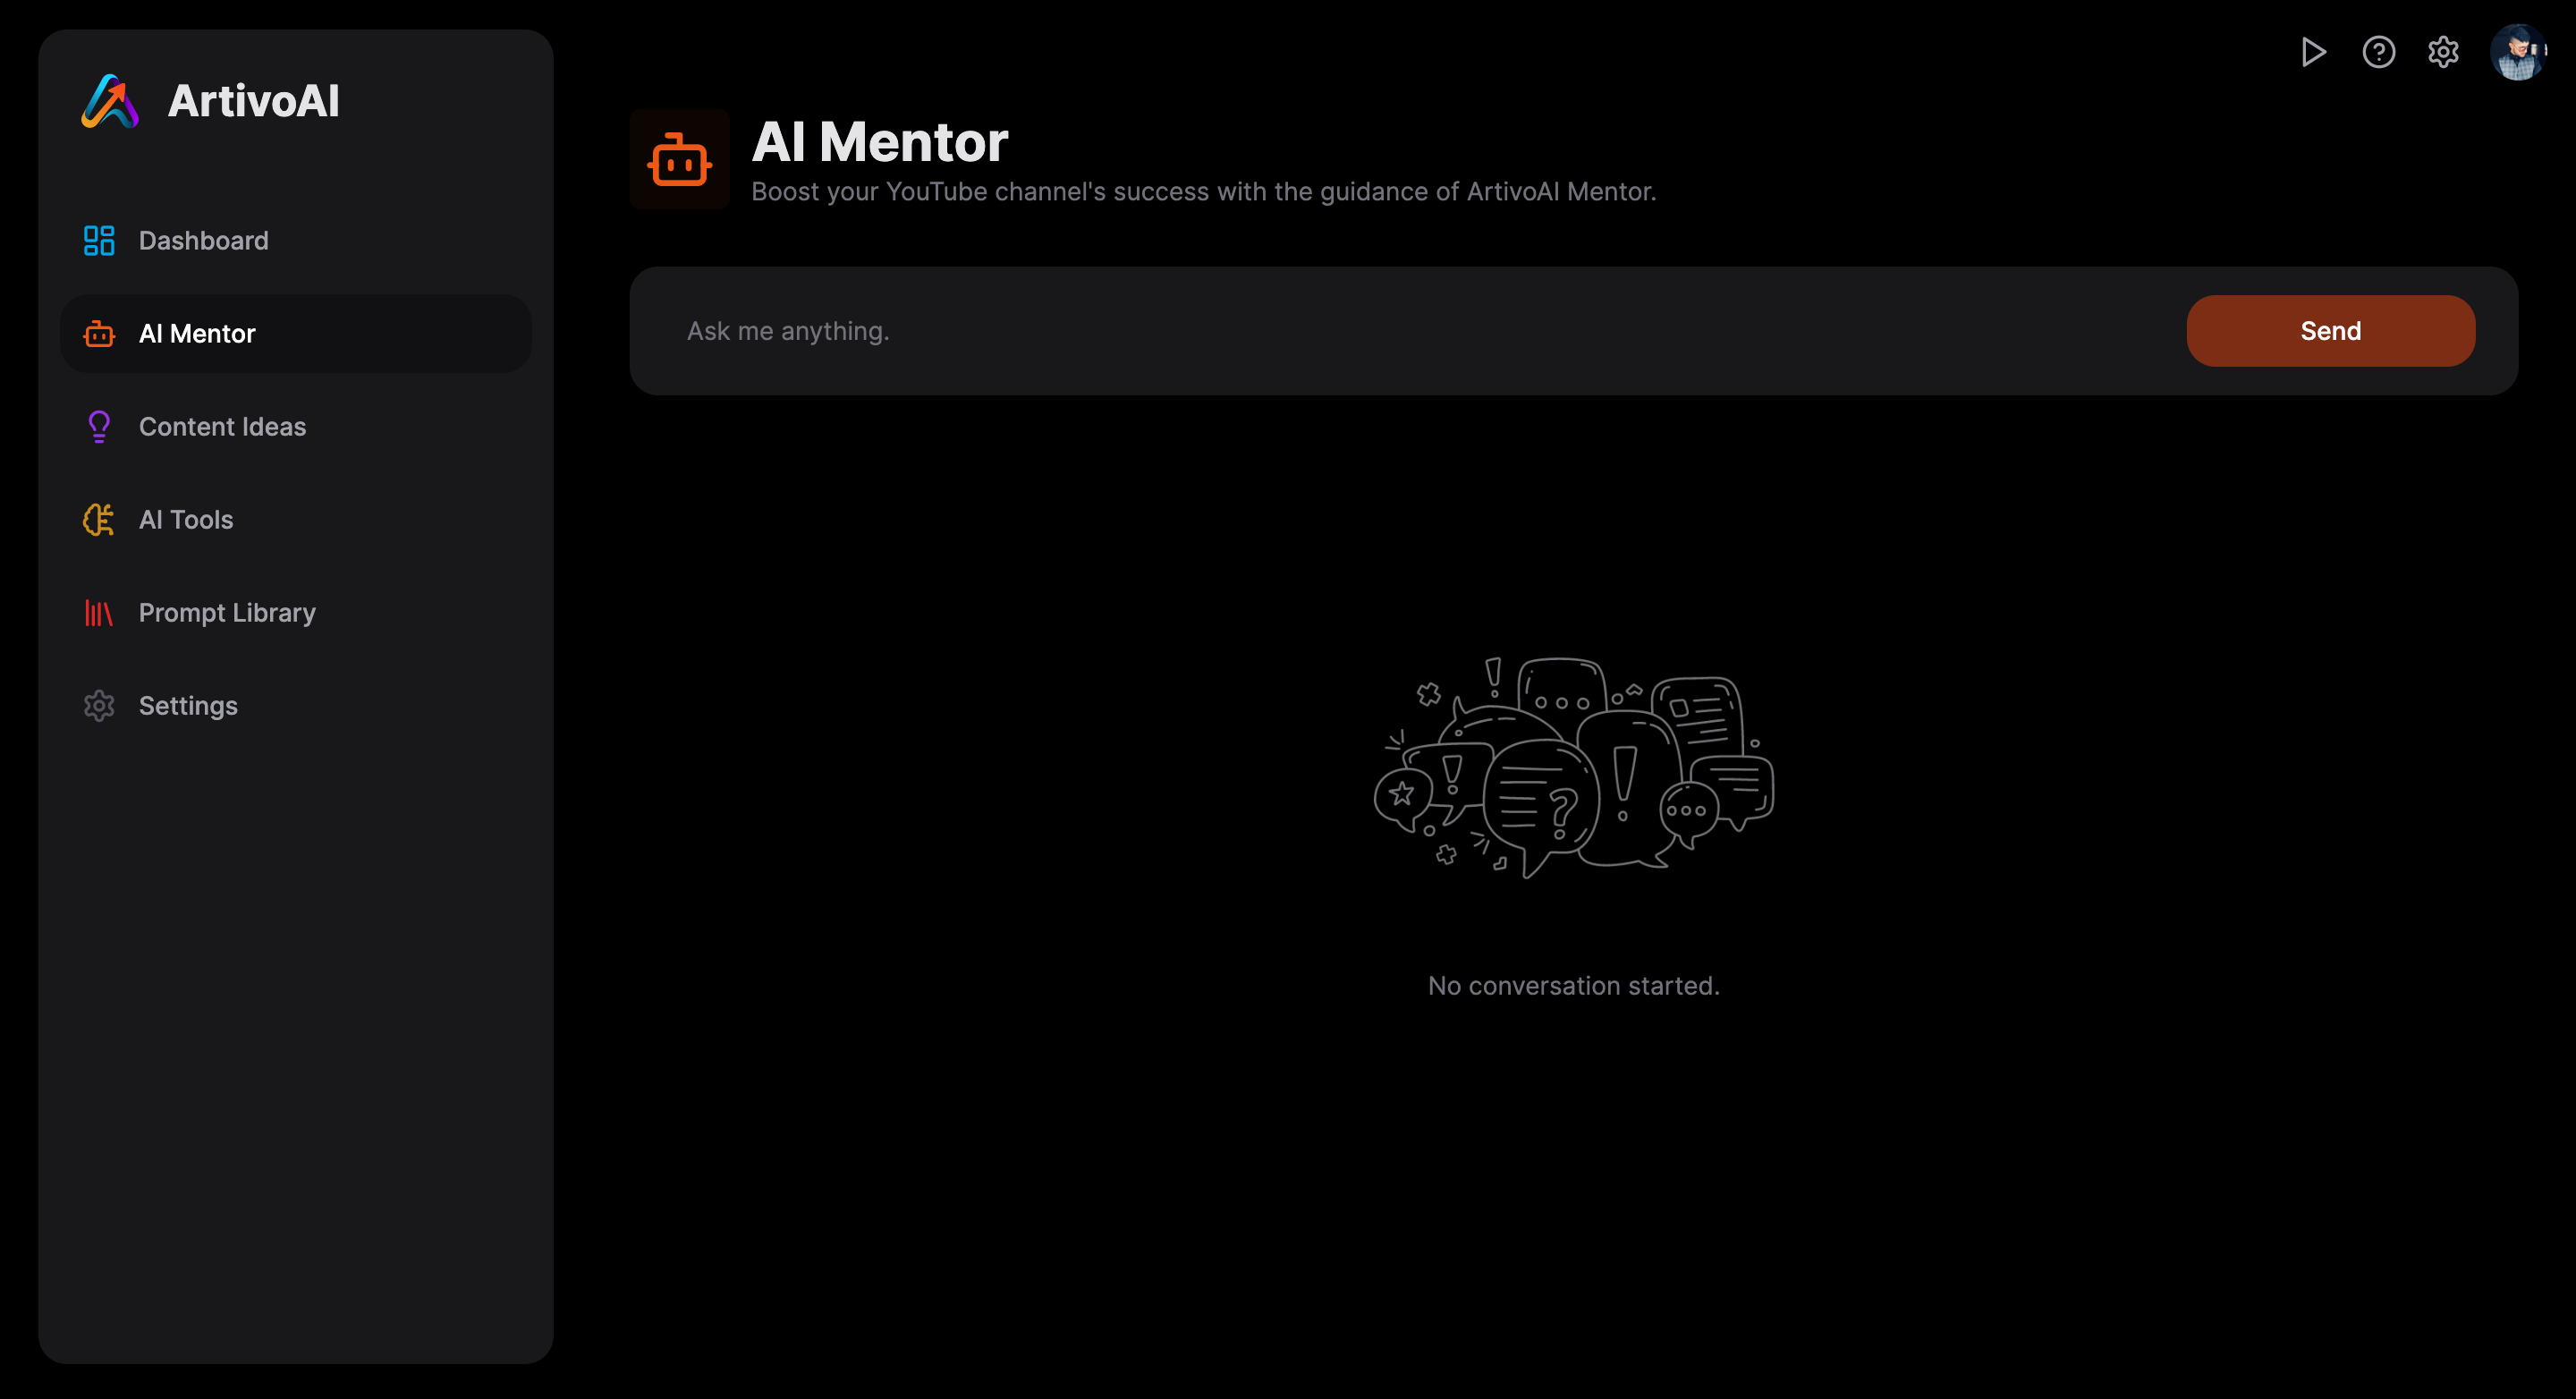 ArtivoAI
Dashboard
AI Mentor
Content Ideas
AI Tools
Prompt Library
Settings
AI Mentor
Boost your YouTube channel's success with the guidance of ArtivoAI Mentor.
Ask me anything.
Send
No conversation started.